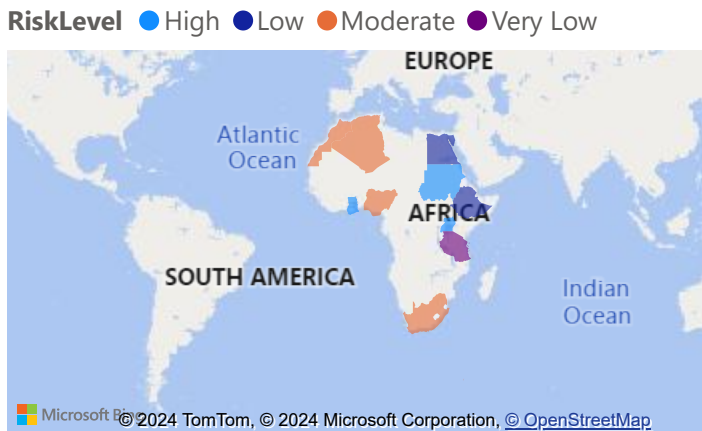 RiskLevel High Low Moderate Very Low
EUROPE
Atlantic
Ocean
AFRICA
SOUTH AMERICA
Indian
Ocean
Microsoft Bing © 2024 TomTom, © 2024 Microsoft Corporation, © OpenStreetMap